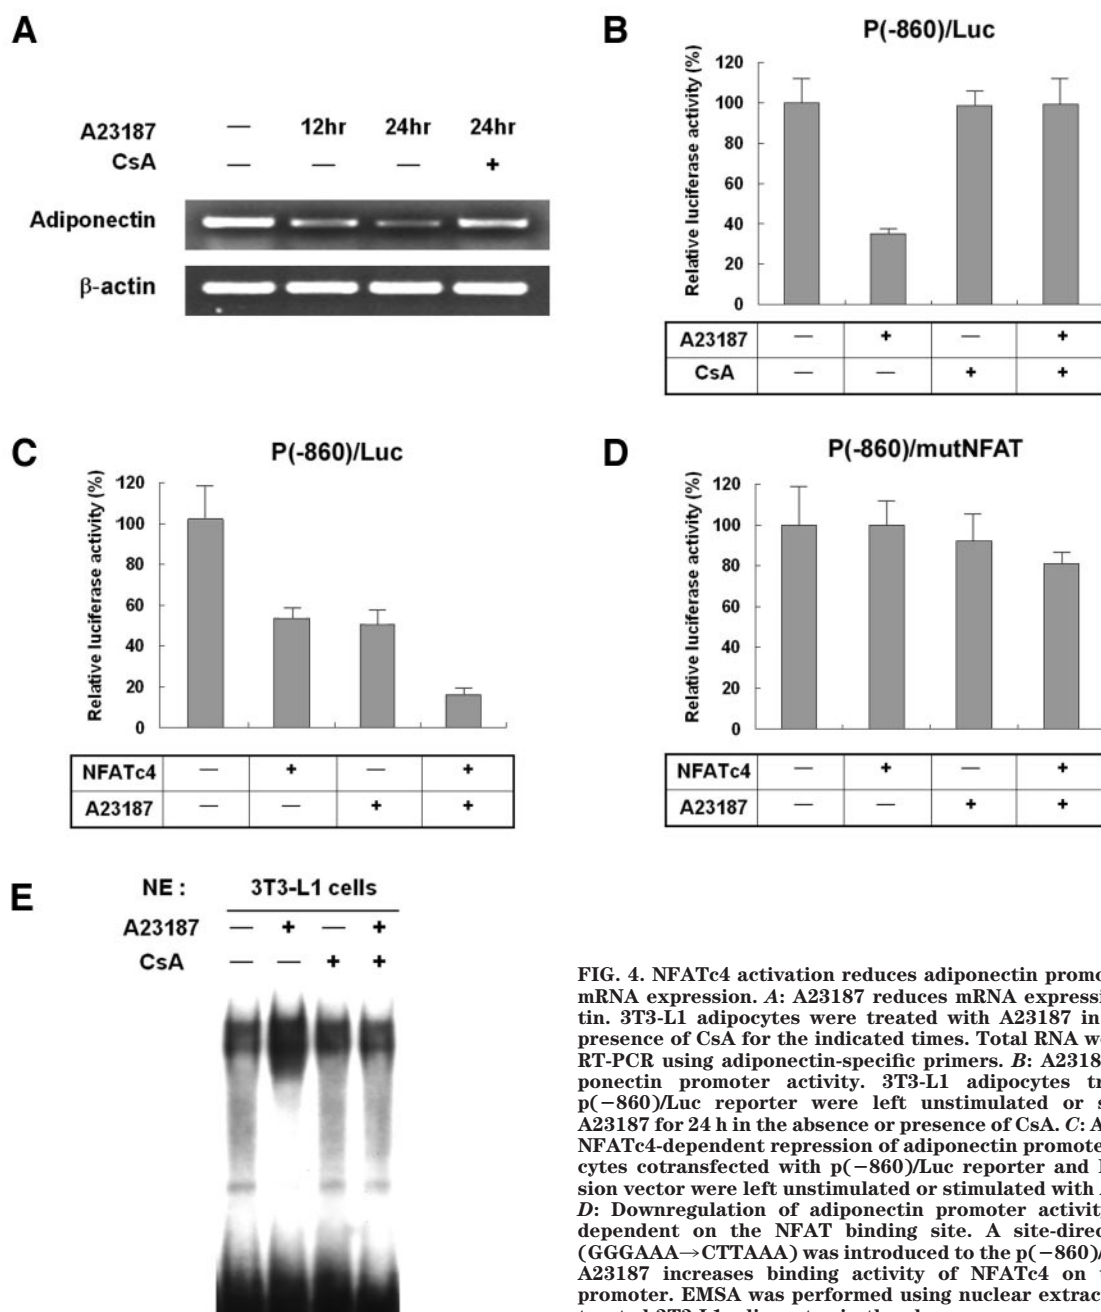 A
A23187 — 12hr 24hr 24hr
CsA — — — +
Adiponectin
β-actin
B
P(-860)/Luc
Relative luciferase activity (%)
120
100
80
60
40
20
0
A23187 — + — +
CsA — — + +
C
P(-860)/Luc
Relative luciferase activity (%)
120
100
80
60
40
20
0
NFATc4 — + — +
A23187 — — + +
D
P(-860)/mutNFAT
Relative luciferase activity (%)
120
100
80
60
40
20
0
NFATc4 — + — +
A23187 — — + +
E
NE : 3T3-L1 cells
A23187 — + — +
CsA — — + +
FIG. 4. NFATc4 activation reduces adiponectin promo
mRNA expression. A: A23187 reduces mRNA expressi
tin. 3T3-L1 adipocytes were treated with A23187 in
presence of CsA for the indicated times. Total RNA w
RT-PCR using adiponectin-specific primers. B: A2318
ponectin promoter activity. 3T3-L1 adipocytes tr
p(−860)/Luc reporter were left unstimulated or s
A23187 for 24 h in the absence or presence of CsA. C: A
NFATc4-dependent repression of adiponectin promote
cytes cotransfected with p(−860)/Luc reporter and
sion vector were left unstimulated or stimulated with
D: Downregulation of adiponectin promoter activity
dependent on the NFAT binding site. A site-direc
(GGGAAA→CTTAAA) was introduced to the p(−860)/
A23187 increases binding activity of NFATc4 on
promoter. EMSA was performed using nuclear extrac